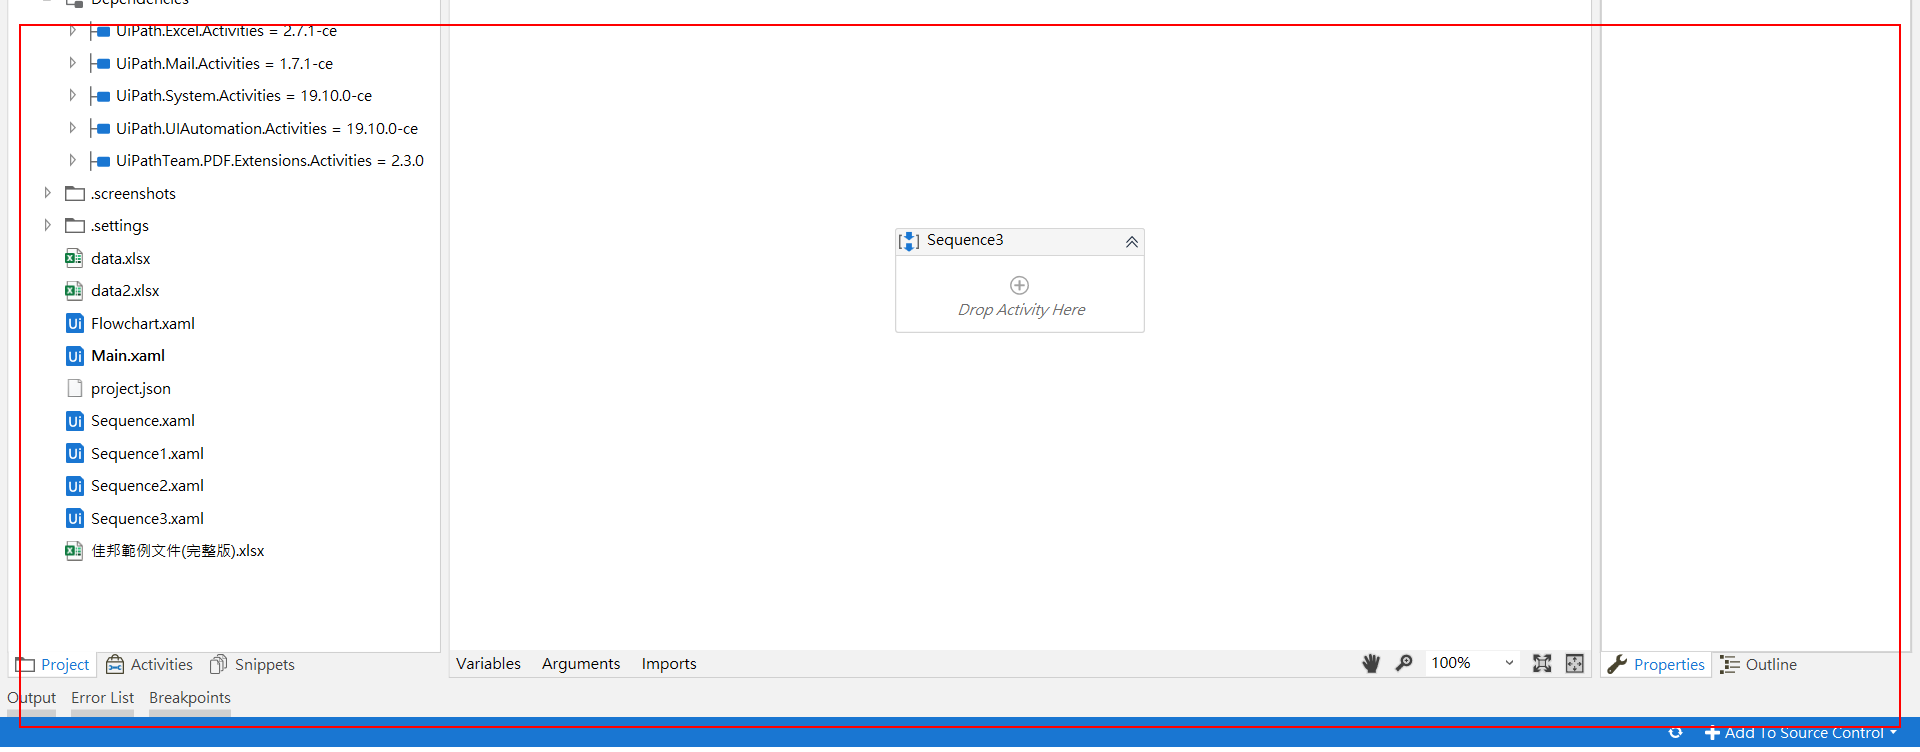 Dependencies
UiPath.Excel.Activities = 2.7.1-ce
UiPath.Mail.Activities = 1.7.1-ce
UiPath.System.Activities = 19.10.0-ce
UiPath.UIAutomation.Activities = 19.10.0-ce
UiPathTeam.PDF.Extensions.Activities = 2.3.0
.screenshots
.settings
data.xlsx
data2.xlsx
Flowchart.xaml
Main.xaml
project.json
Sequence.xaml
Sequence1.xaml
Sequence2.xaml
Sequence3.xaml
佳邦範例文件(完整版).xlsx
Sequence3
Drop Activity Here
Project Activities Snippets
Variables Arguments Imports 100%
Properties Outline
Output Error List Breakpoints
Add To Source Control